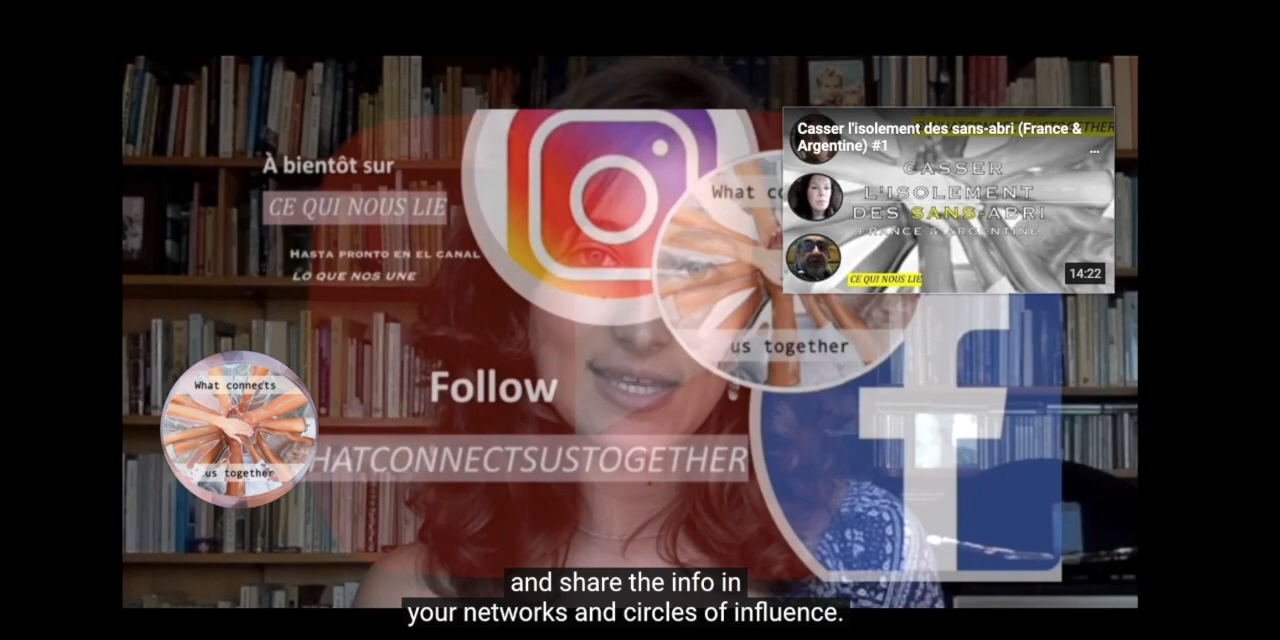 À bientôt sur
CE QUI NOUS LIE
HASTA PRONTO EN EL CANAL
LO QUE NOS UNE
What co
us together
Casser l'isolement des sans-abri (France &
Argentine) #1
CASSER
L'ISOLEMENT
DES SANS-ABRI
FRANCE & ARGENTINE
CE QUI NOUS LIE
14:22
What connects
us together
Follow
HATCONNECTSUSTOGETHER
and share the info in
your networks and circles of influence.